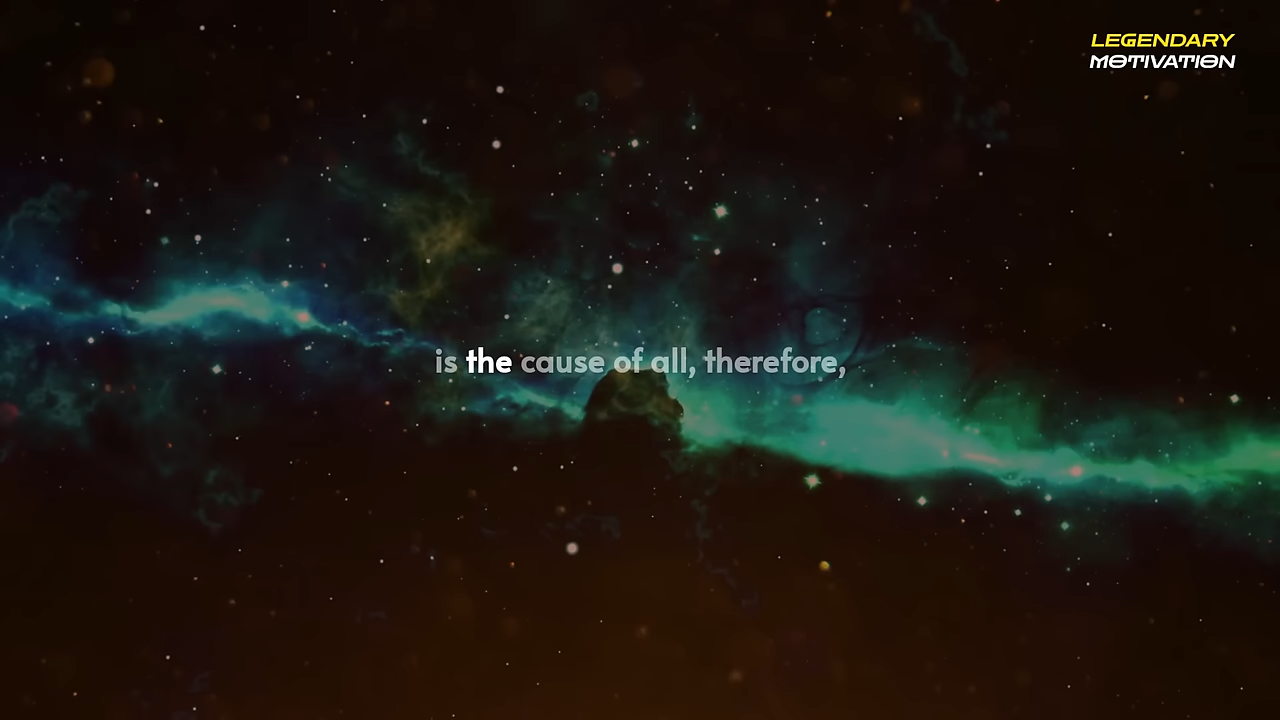 LEGENDARY
MOTIVATION
is the cause of all, therefore,